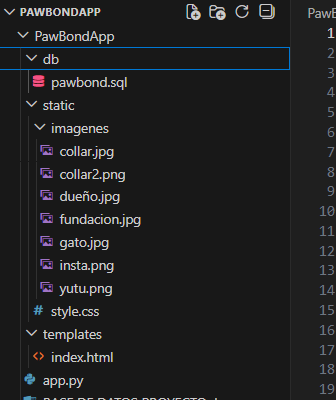 PAWBONDAPP
PawBondApp
db
pawbond.sql
static
imagenes
collar.jpg
collar2.png
dueño.jpg
fundacion.jpg
gato.jpg
insta.png
yutu.png
# style.css
templates
<> index.html
app.py
BASE DE DATOS PROYECTO
PawB
1
2
3
4
5
6
7
8
9
10
11
12
13
14
15
16
17
18
19